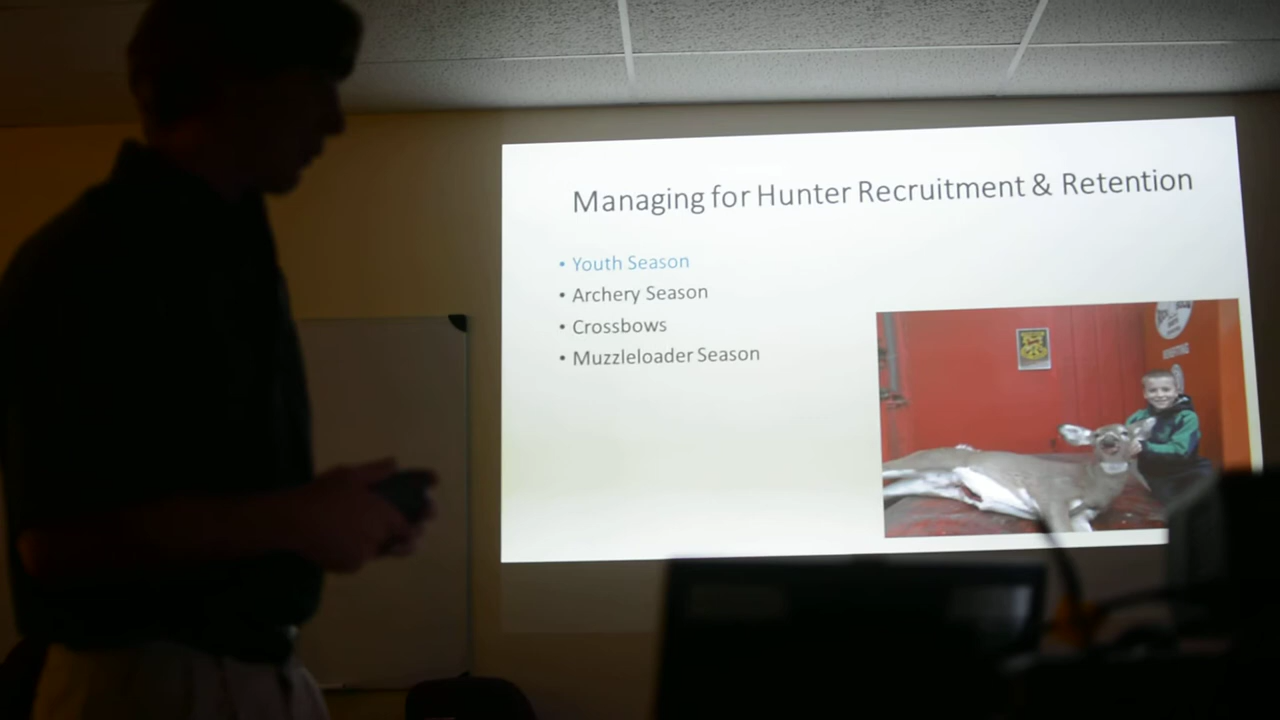 Managing for Hunter Recruitment & Retention
• Youth Season
• Archery Season
• Crossbows
• Muzzleloader Season